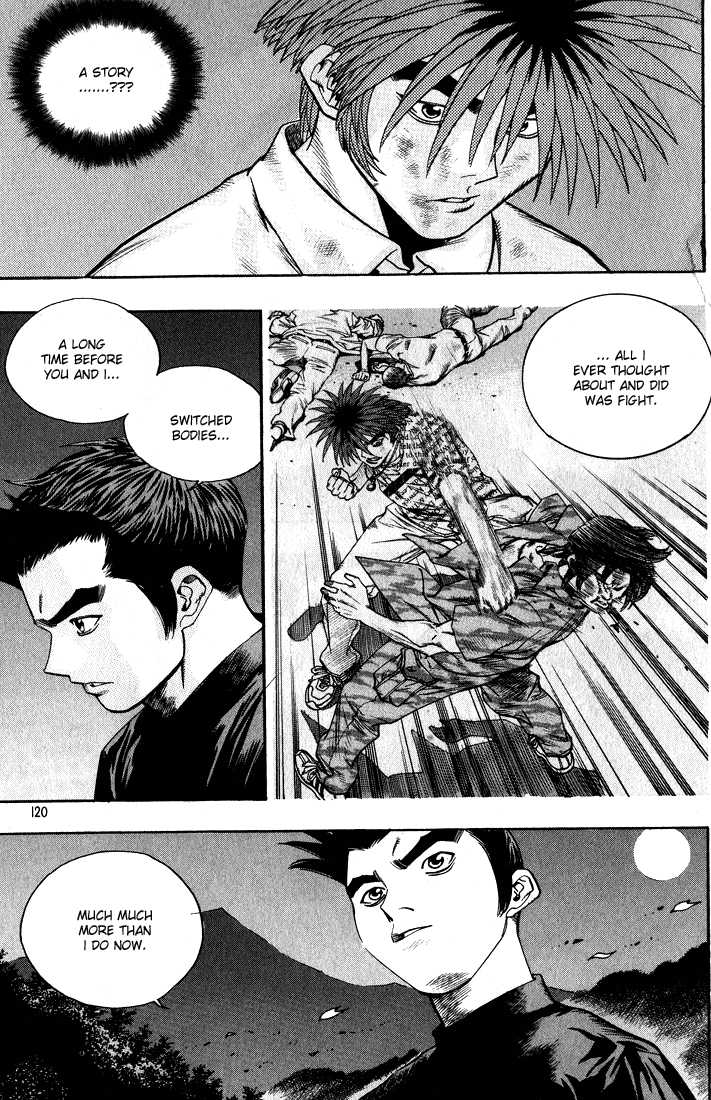 A STORY
.......???
A LONG
TIME BEFORE
YOU AND I...
SWITCHED
BODIES...
... ALL I
EVER THOUGHT
ABOUT AND DID
WAS FIGHT.
120
MUCH MUCH
MORE THAN
I DO NOW.